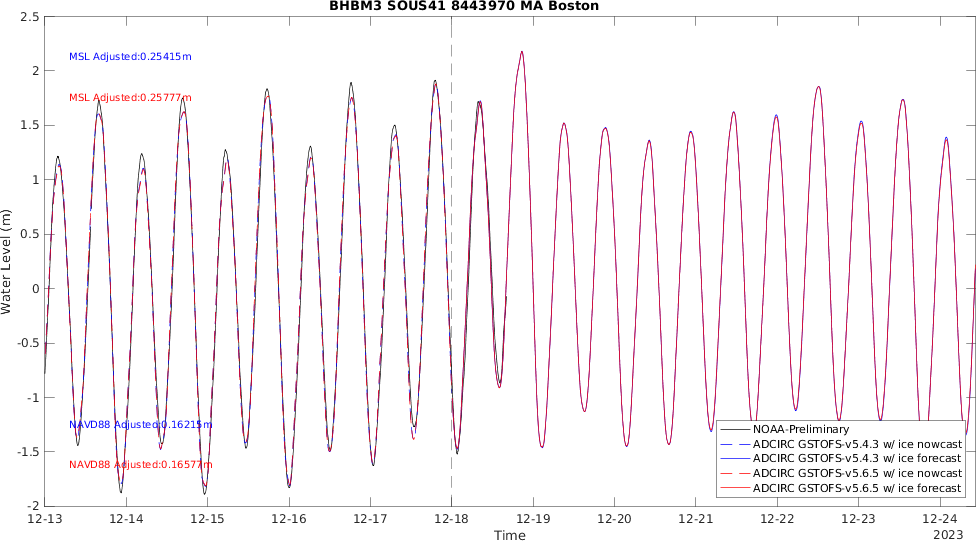 BHBM3 SOUS41 8443970 MA Boston
2.5
2
1.5
1
0.5
0
-0.5
-1
-1.5
-2
Water Level (m)
MSL Adjusted:0.25415m
MSL Adjusted:0.25777m
NAVD88 Adjusted:0.16215m
NAVD88 Adjusted:0.16577m
NOAA-Preliminary
ADCIRC GSTOFS-v5.4.3 w/ ice nowcast
ADCIRC GSTOFS-v5.4.3 w/ ice forecast
ADCIRC GSTOFS-v5.6.5 w/ ice nowcast
ADCIRC GSTOFS-v5.6.5 w/ ice forecast
12-13 12-14 12-15 12-16 12-17 12-18 12-19 12-20 12-21 12-22 12-23 12-24
2023
Time